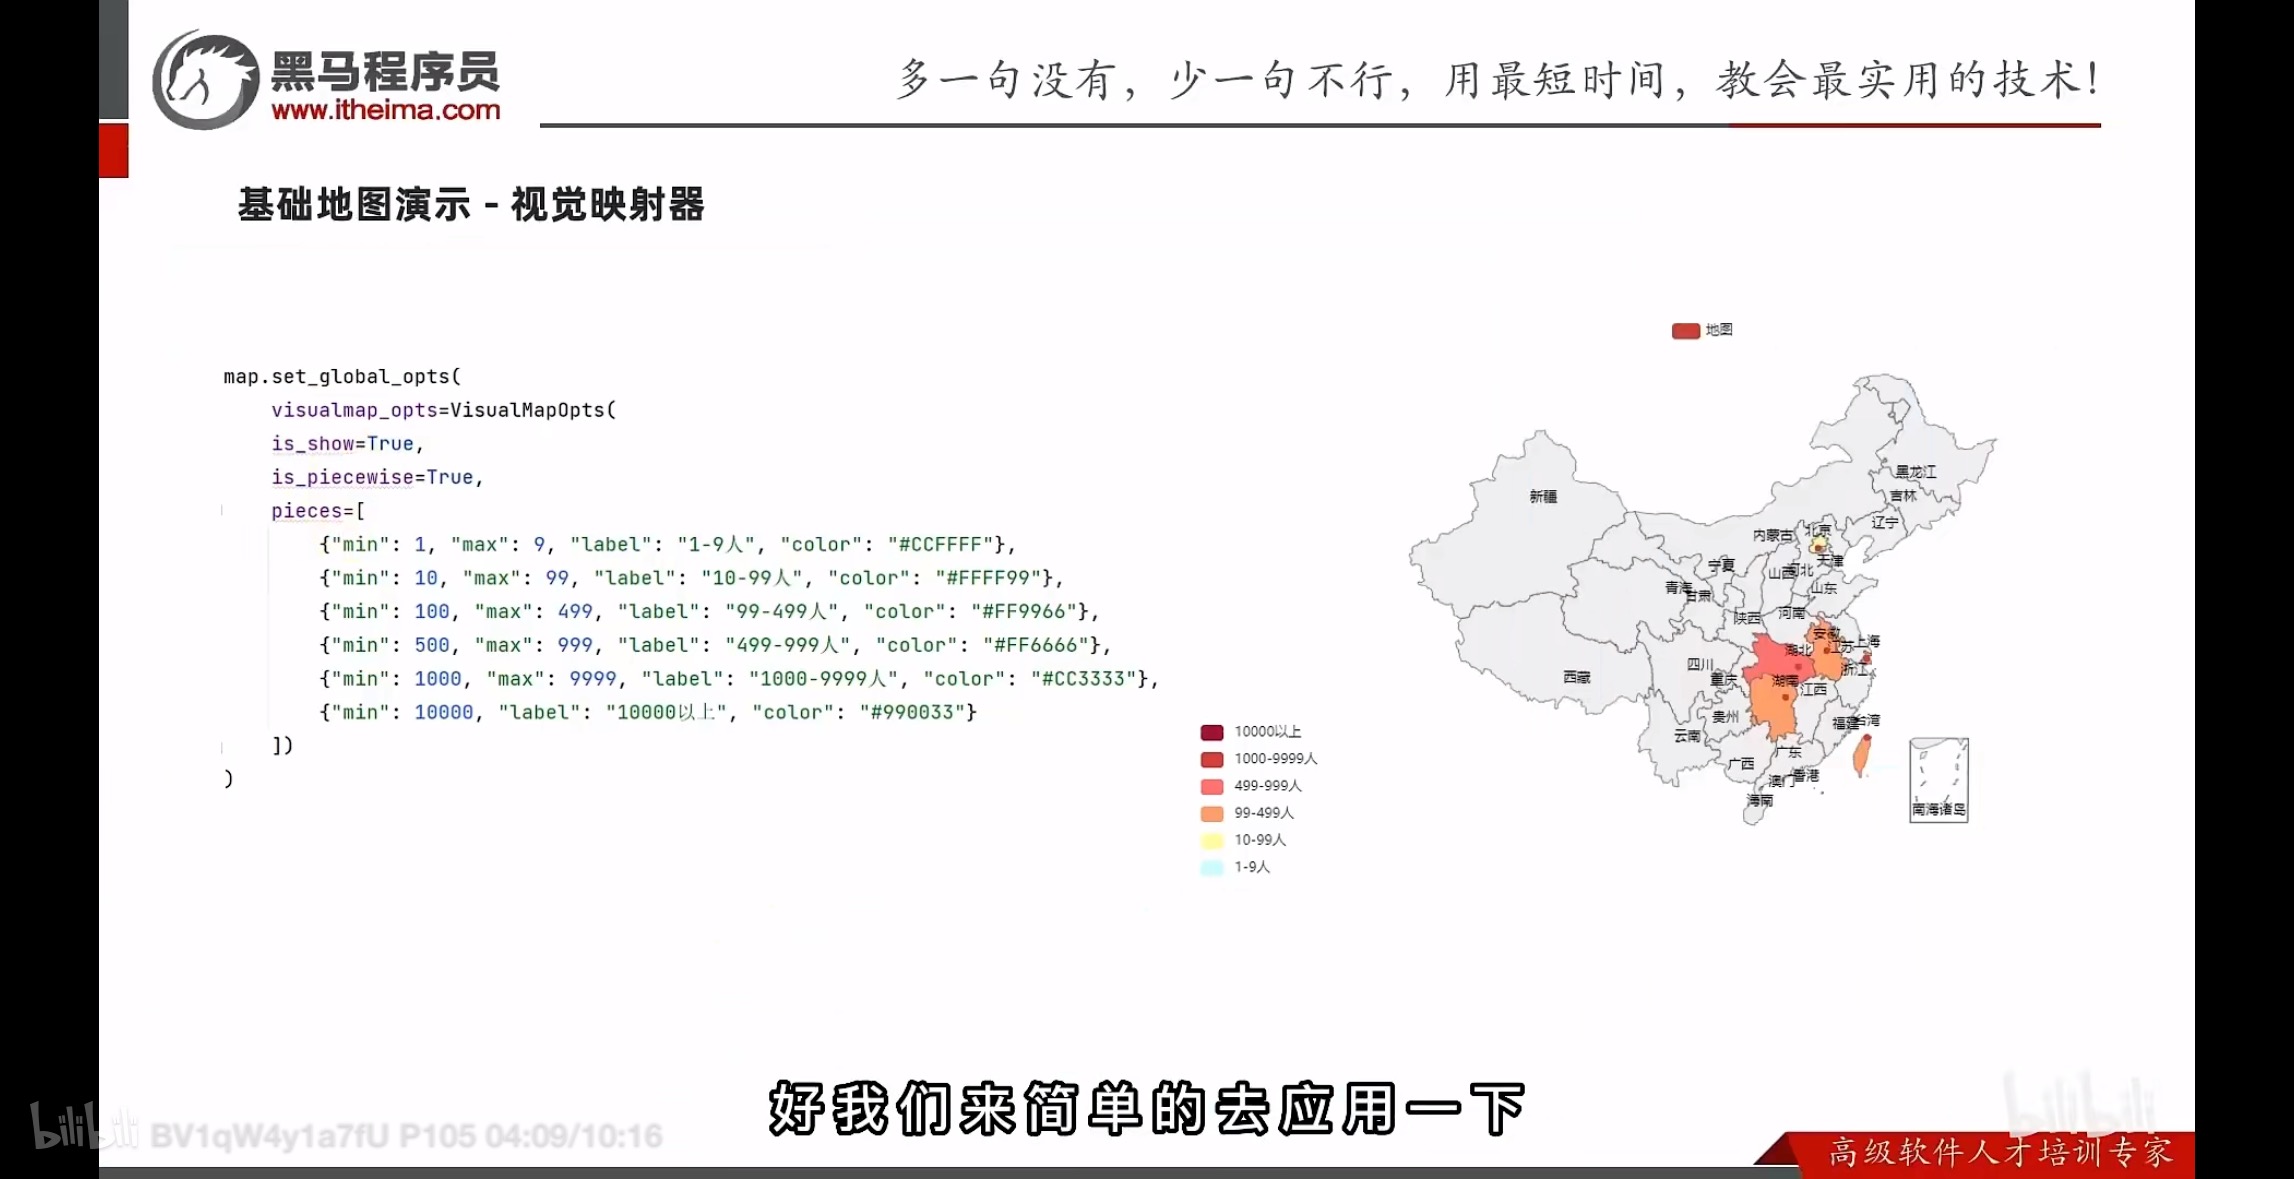 黑马程序员
www.itheima.com
多一句没有，少一句不行，用最短时间，教会最实用的技术！
基础地图演示 - 视觉映射器
map.set_global_opts(
visualmap_opts=VisualMapOpts(
is_show=True,
is_piecewise=True,
pieces=[
{"min": 1, "max": 9, "label": "1-9人", "color": "#CCFFFF"},
{"min": 10, "max": 99, "label": "10-99人", "color": "#FFFF99"},
{"min": 100, "max": 499, "label": "99-499人", "color": "#FF9966"},
{"min": 500, "max": 999, "label": "499-999人", "color": "#FF6666"},
{"min": 1000, "max": 9999, "label": "1000-9999人", "color": "#CC3333"},
{"min": 10000, "label": "10000以上", "color": "#990033"}
])
)
地图
黑龙江
吉林
新疆
辽宁
北京
内蒙古
天津
宁夏
河北
山西
青海
山东
甘肃
河南
陕西
安徽
上海
江苏
湖北
四川
浙江
西藏
重庆
湖南
江西
贵州
福建
台湾
云南
广东
广西
香港
澳门
海南
南海诸岛
10000以上
1000-9999人
499-999人
99-499人
10-99人
1-9人
好我们来简单的去应用一下
bilibili BV1qW4y1a7fU P105 04:09/10:16
bilibili
高级软件人才培训专家